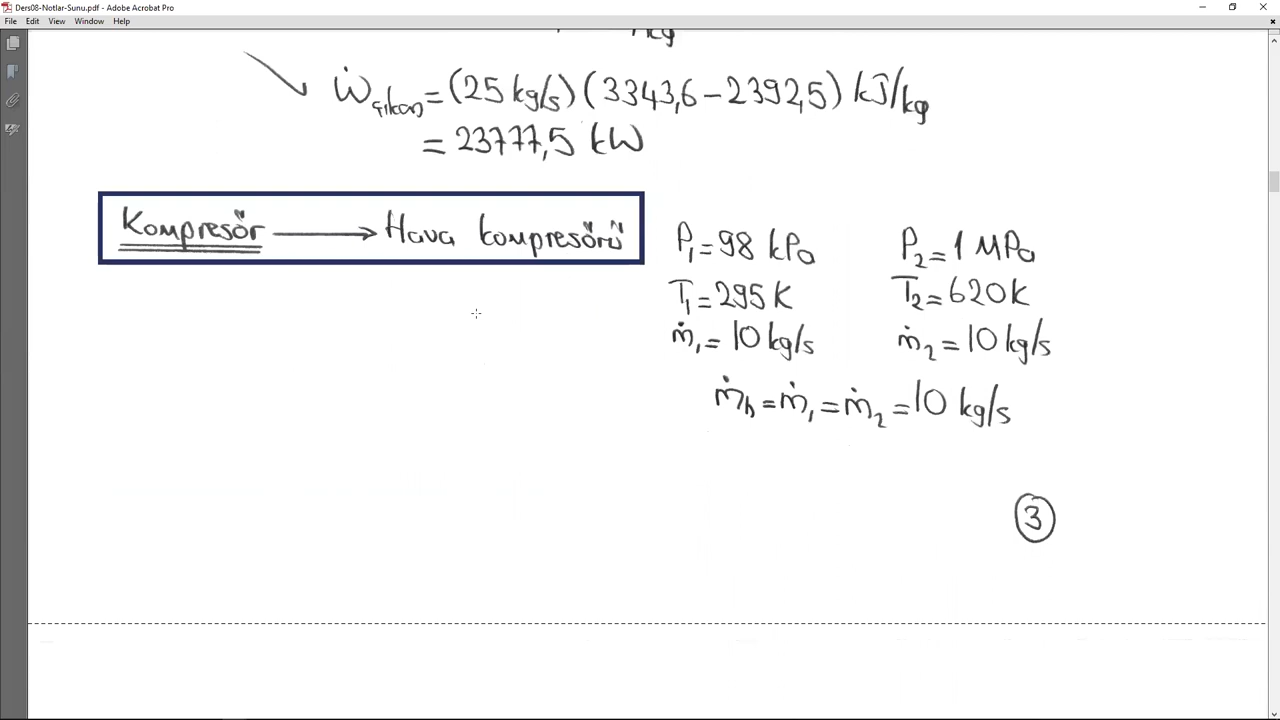 Ders08-Notlar-Sunu.pdf - Adobe Acrobat Pro
File Edit View Window Help
Ẇçıkan = (25 kg/s) (3343,6 - 2392,5) kJ/kg
= 23777,5 kW
Kompresör → Hava kompresörü
P₁ = 98 kPa P₂ = 1 MPa
T₁ = 295 K T₂ = 620 K
ṁ₁ = 10 kg/s ṁ₂ = 10 kg/s
ṁh = ṁ₁ = ṁ₂ = 10 kg/s
3